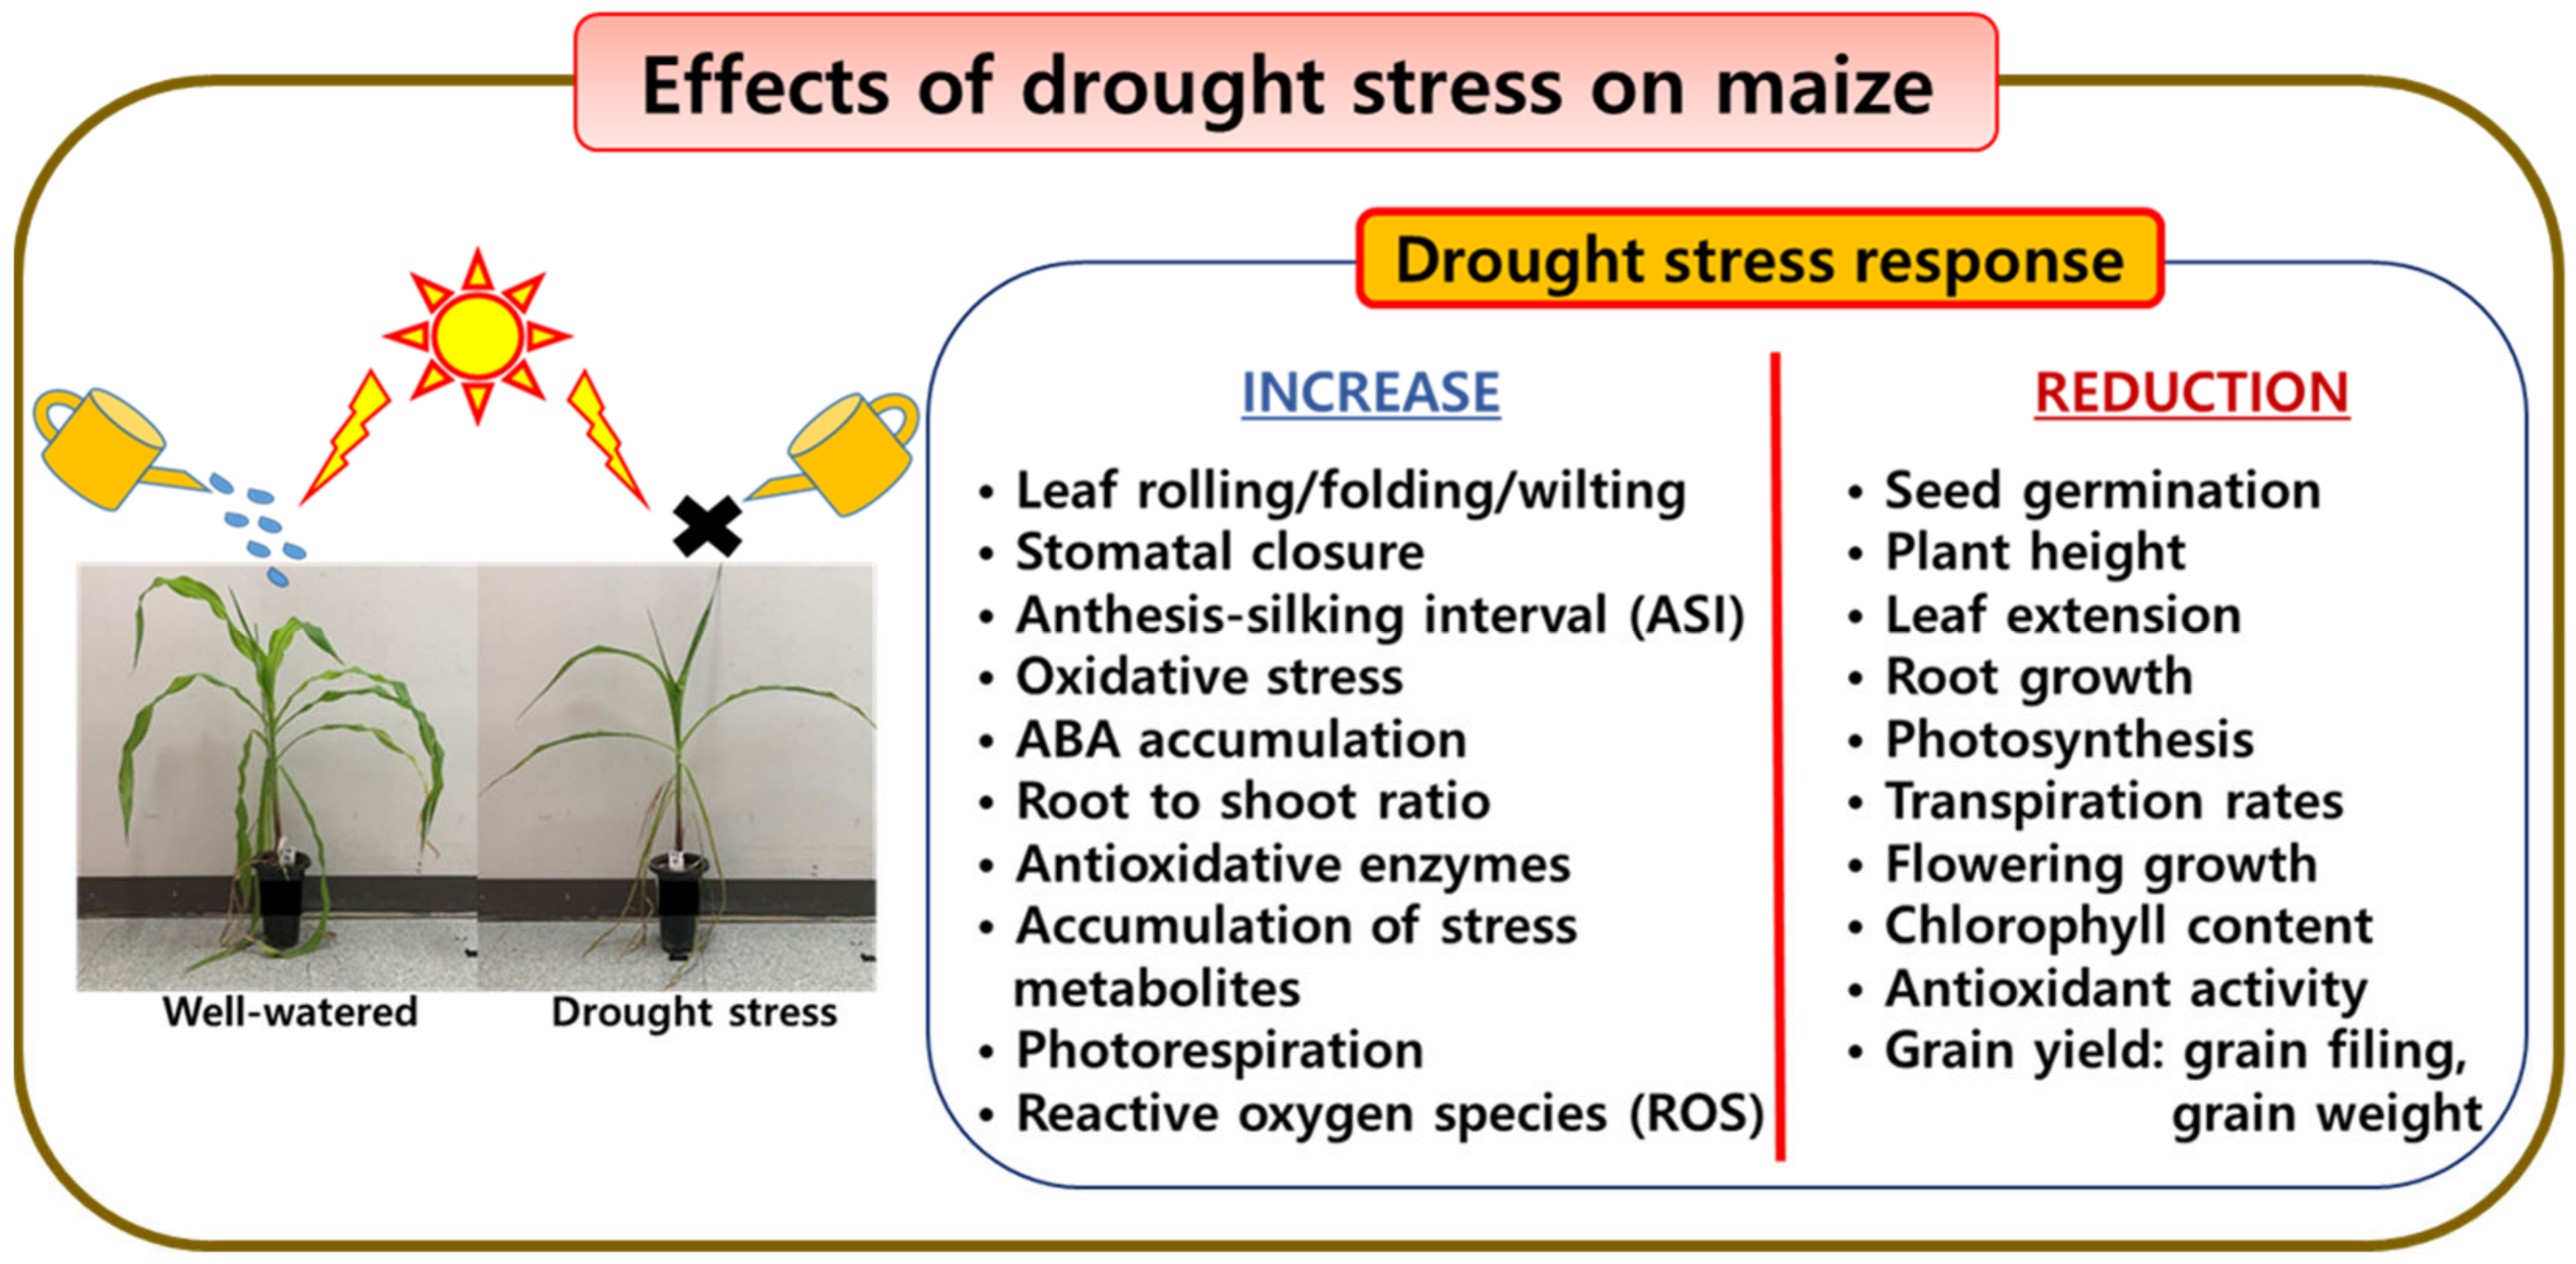 Effects of drought stress on maize
Drought stress response
INCREASE
• Leaf rolling/folding/wilting
• Stomatal closure
• Anthesis-silking interval (ASI)
• Oxidative stress
• ABA accumulation
• Root to shoot ratio
• Antioxidative enzymes
• Accumulation of stress
metabolites
• Photorespiration
• Reactive oxygen species (ROS)
REDUCTION
• Seed germination
• Plant height
• Leaf extension
• Root growth
• Photosynthesis
• Transpiration rates
• Flowering growth
• Chlorophyll content
• Antioxidant activity
• Grain yield: grain filing,
grain weight
Well-watered
Drought stress